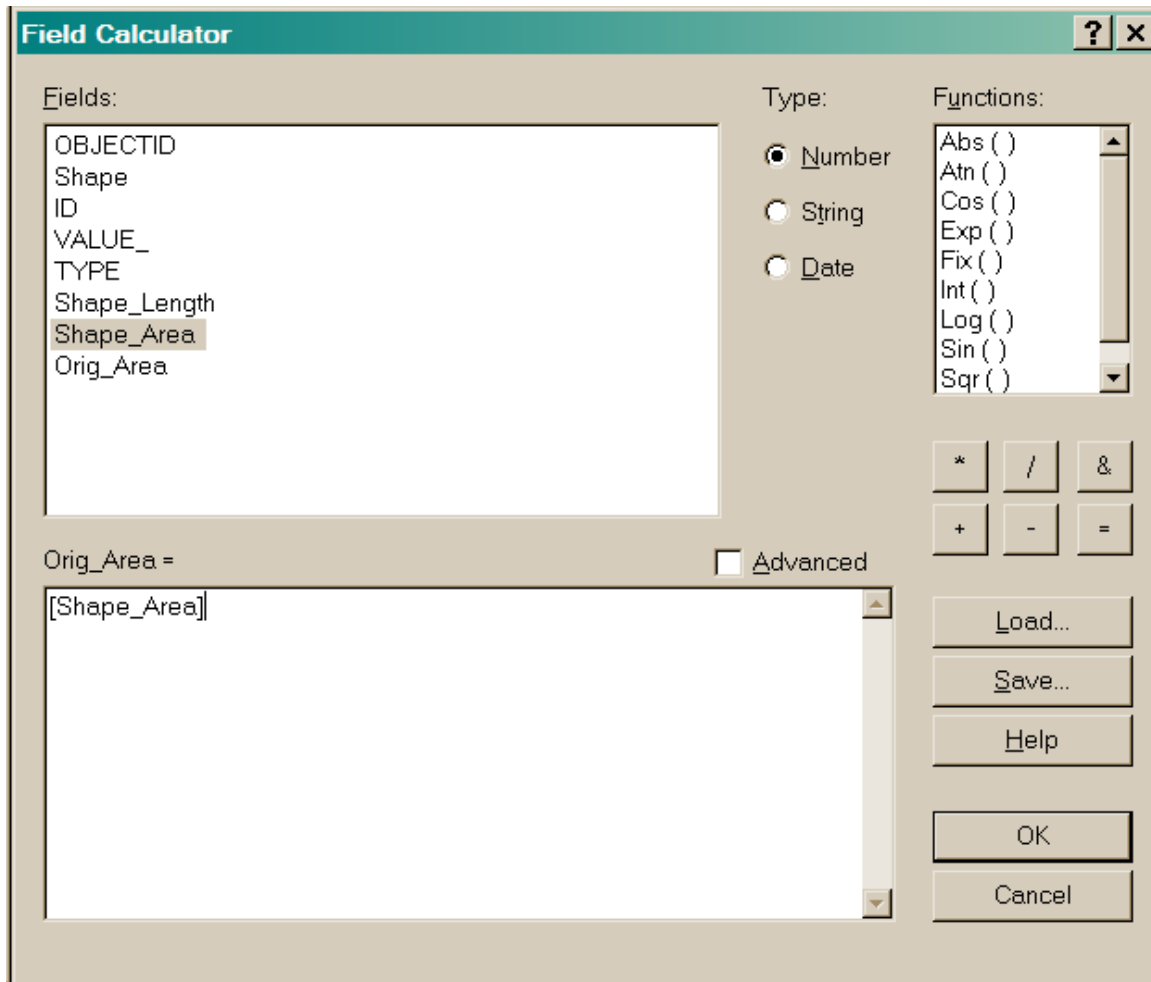 Field Calculator
? ×
Fields:
OBJECTID
Shape
ID
VALUE_
TYPE
Shape_Length
Shape_Area
Orig_Area
Type:
Number
String
Date
Functions:
Abs ( )
Atn ( )
Cos ( )
Exp ( )
Fix ( )
Int ( )
Log ( )
Sin ( )
Sqr ( )
* / &
+ - =
Orig_Area =
Advanced
[Shape_Area]
Load...
Save...
Help
OK
Cancel